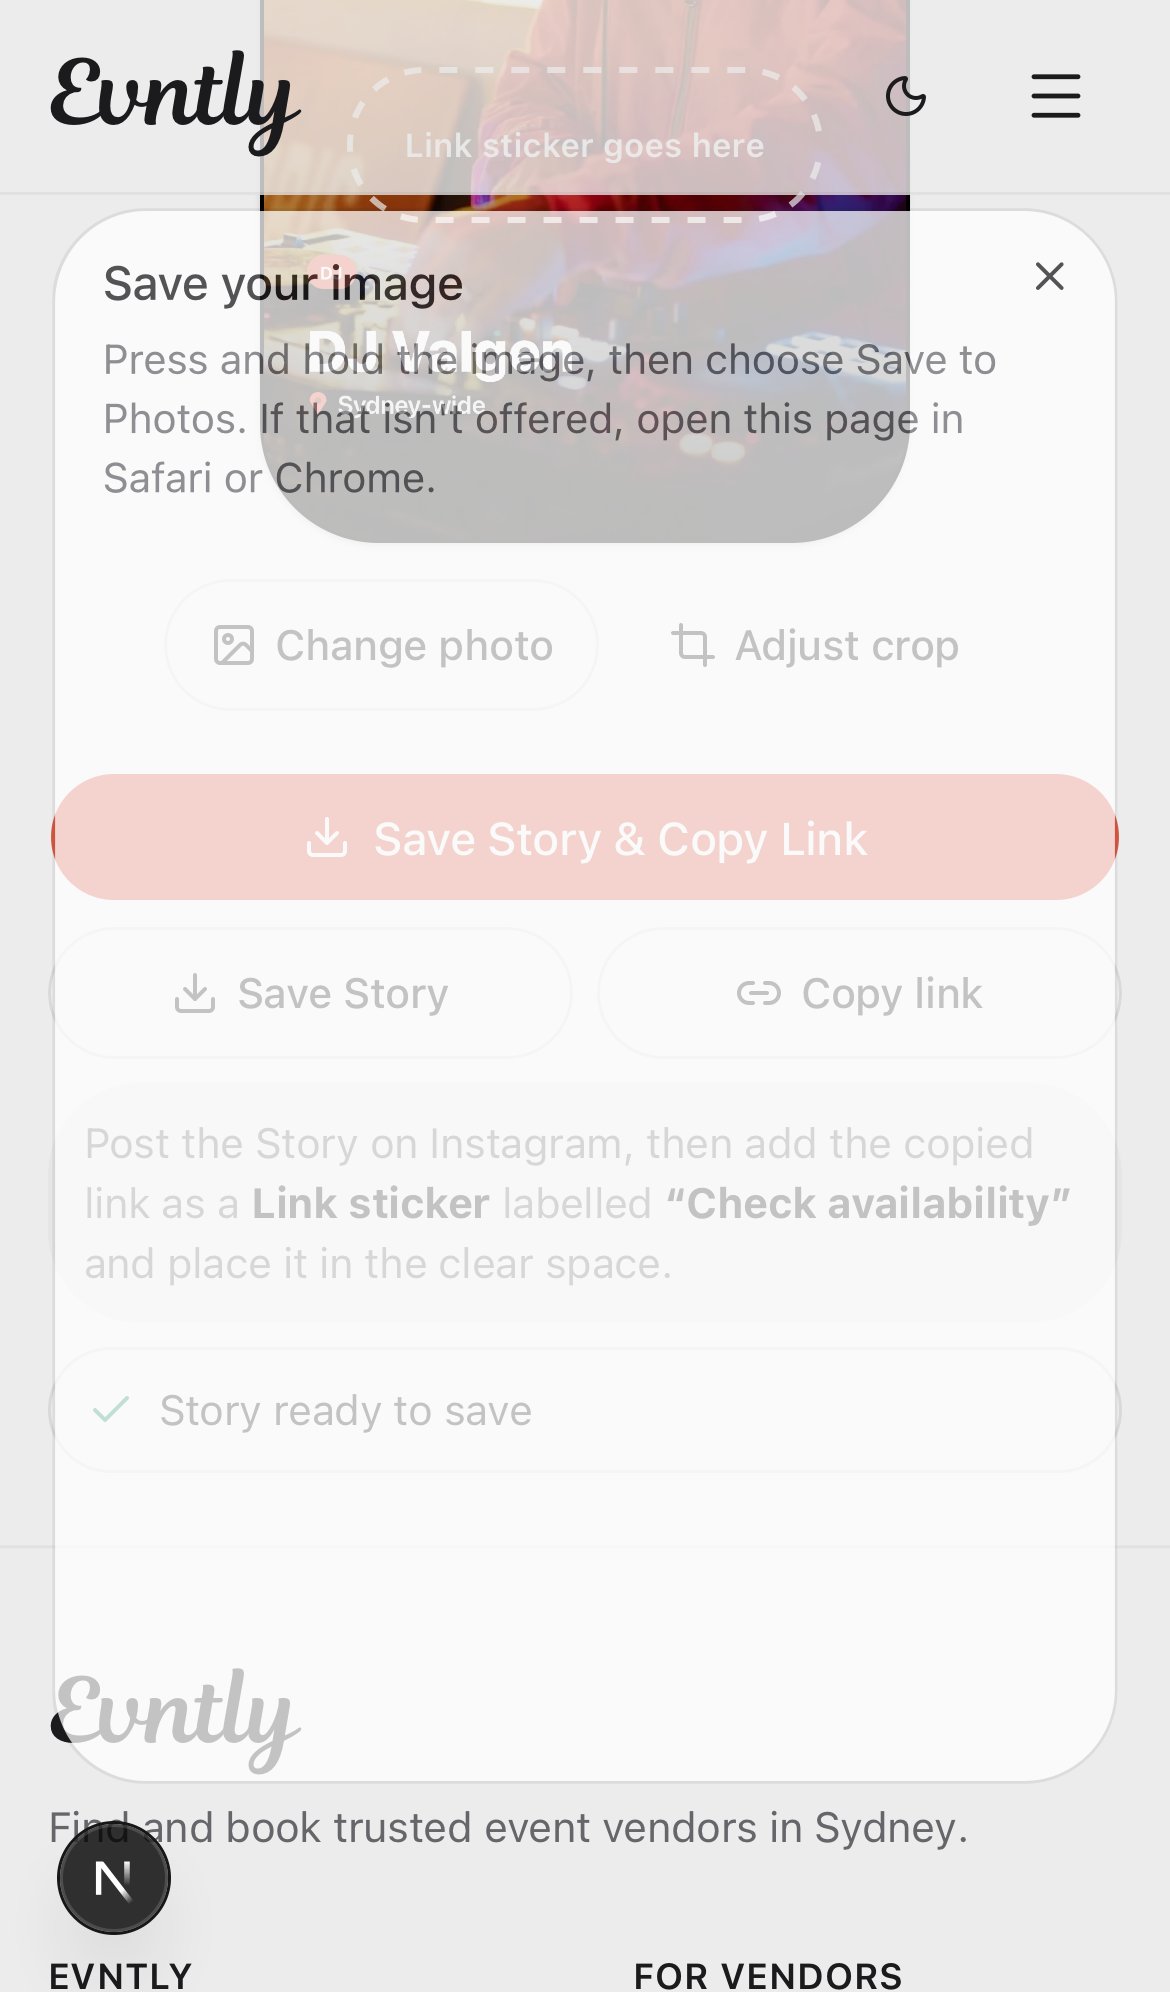 Evntly
Link sticker goes here
Save your image
DJ
DJ Valgen
Press and hold the image, then choose Save to
Sydney-wide
Photos. If that isn't offered, open this page in
Safari or Chrome.
Change photo
Adjust crop
Save Story & Copy Link
Save Story
Copy link
Post the Story on Instagram, then add the copied
link as a Link sticker labelled “Check availability”
and place it in the clear space.
Story ready to save
Evntly
Find and book trusted event vendors in Sydney.
N
EVNTLY
FOR VENDORS